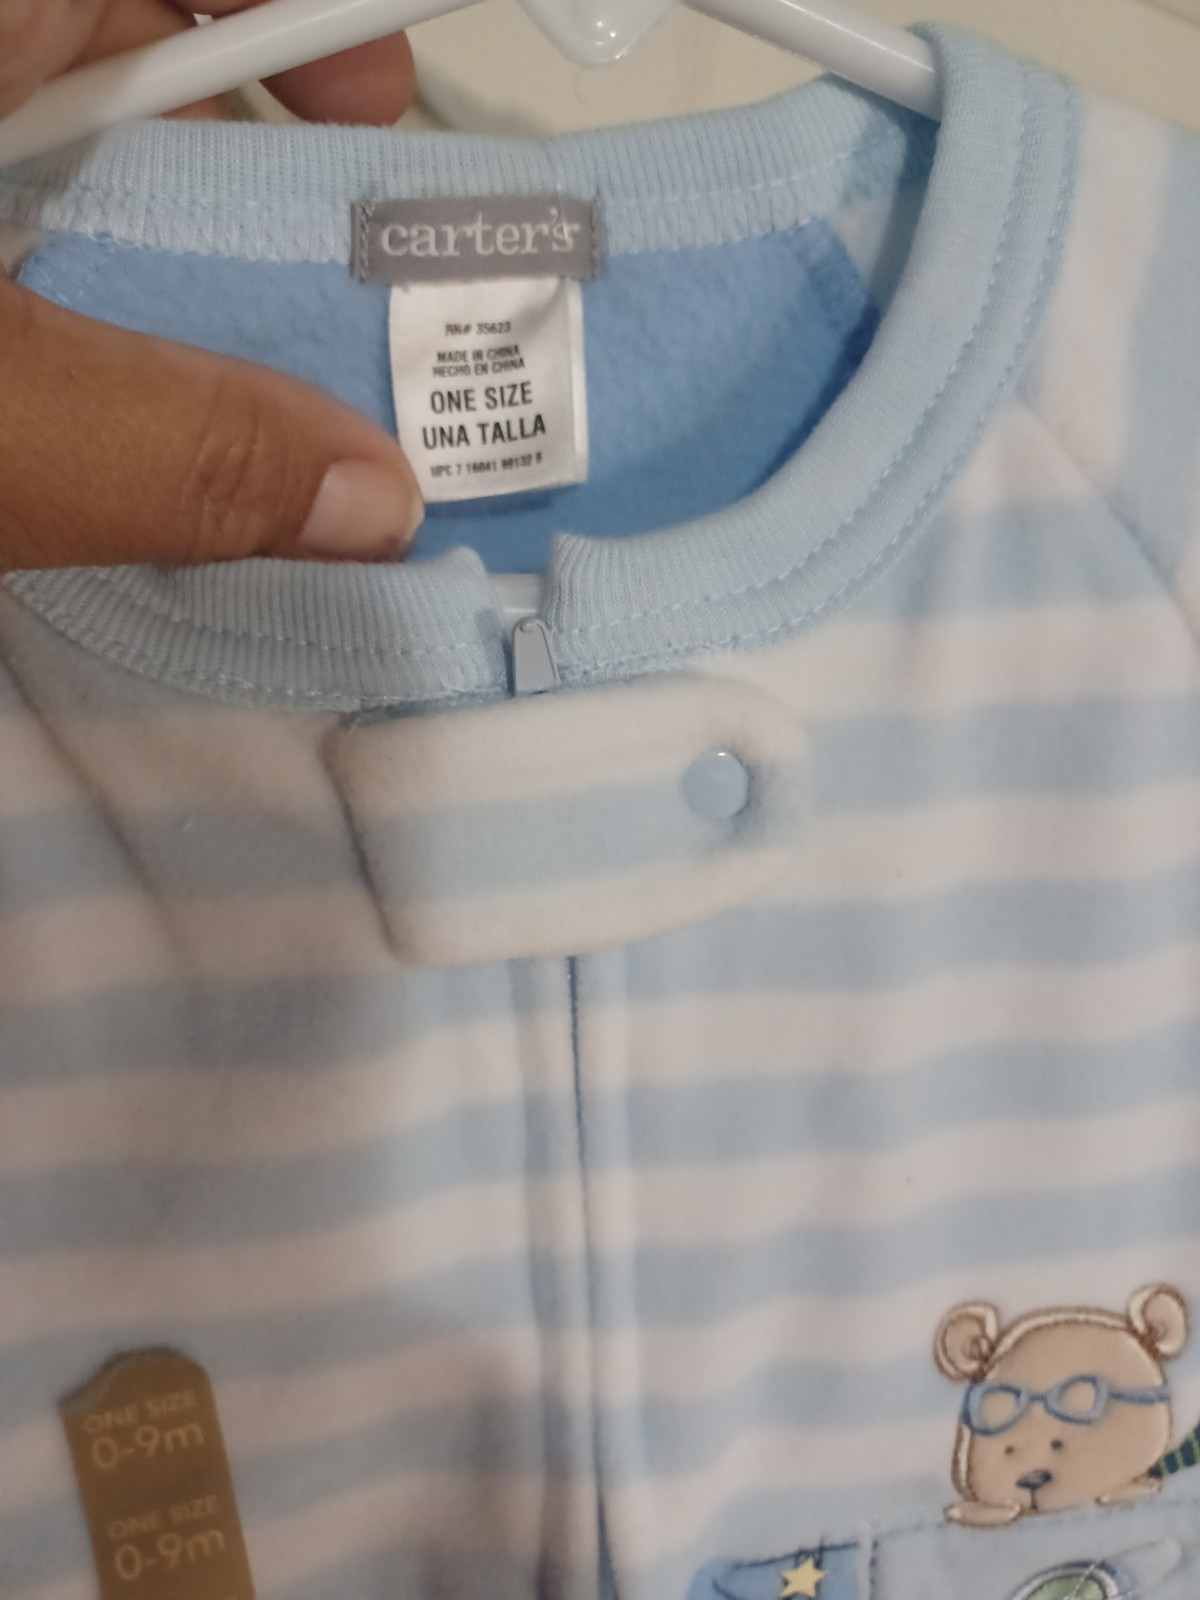 carter's
RN# 35623
MADE IN CHINA
HECHO EN CHINA
ONE SIZE
UNA TALLA
ONE SIZE
0-9m
ONE SIZE
0-9m